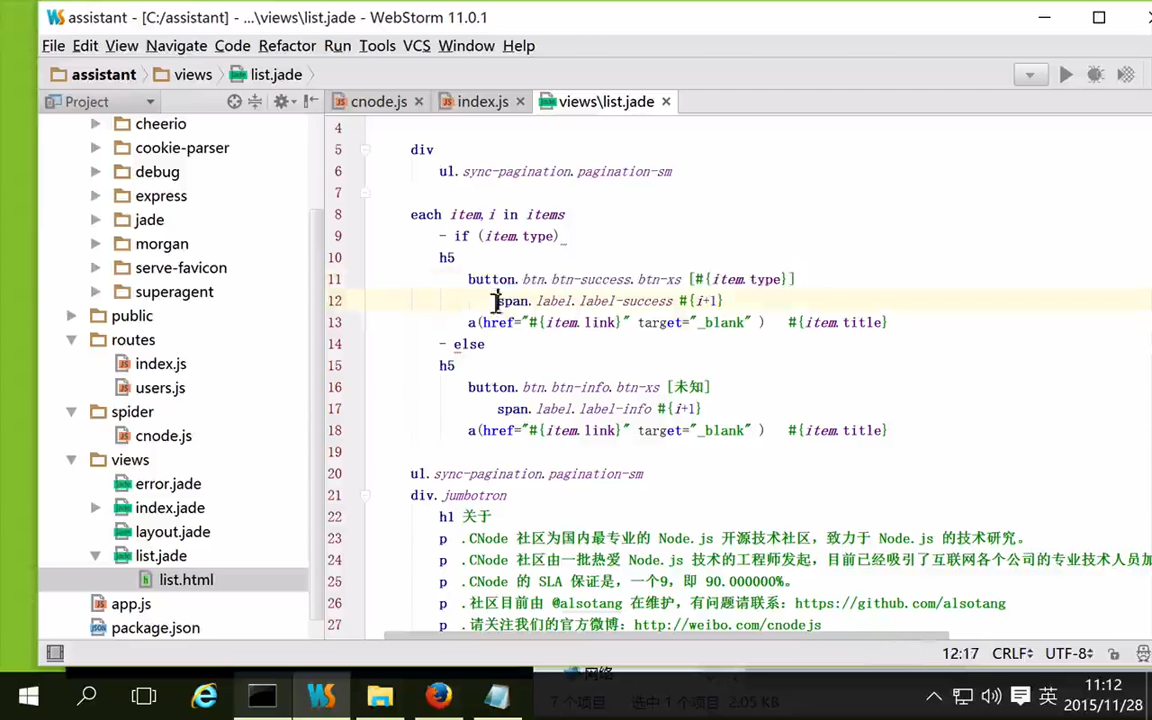 assistant - [C:/assistant] - ...\views\list.jade - WebStorm 11.0.1
File Edit View Navigate Code Refactor Run Tools VCS Window Help
assistant views list.jade
Project
cnode.js index.js views\list.jade
cheerio
cookie-parser
debug
express
jade
morgan
serve-favicon
superagent
public
routes
index.js
users.js
spider
cnode.js
views
error.jade
index.jade
layout.jade
list.jade
list.html
app.js
package.json
4
5 div
6 ul.sync-pagination.pagination-sm
7
8 each item,i in items
9 - if (item.type)
10 h5
11 button.btn.btn-success.btn-xs [#{item.type}]
12 span.label.label-success #{i+1}
13 a(href="#{item.link}" target="_blank" ) #{item.title}
14 - else
15 h5
16 button.btn.btn-info.btn-xs [未知]
17 span.label.label-info #{i+1}
18 a(href="#{item.link}" target="_blank" ) #{item.title}
19
20 ul.sync-pagination.pagination-sm
21 div.jumbotron
22 h1 关于
23 p .CNode 社区为国内最专业的 Node.js 开源技术社区，致力于 Node.js 的技术研究。
24 p .CNode 社区由一批热爱 Node.js 技术的工程师发起，目前已经吸引了互联网各个公司的专业技术人员加
25 p .CNode 的 SLA 保证是，一个9，即 90.000000%。
26 p .社区目前由 @alsotang 在维护，有问题请联系：https://github.com/alsotang
27 p .请关注我们的官方微博：http://weibo.com/cnodejs
12:17 CRLF UTF-8
网络
7 个项目 选中 1 个项目 2.05 KB
英
11:12
2015/11/28